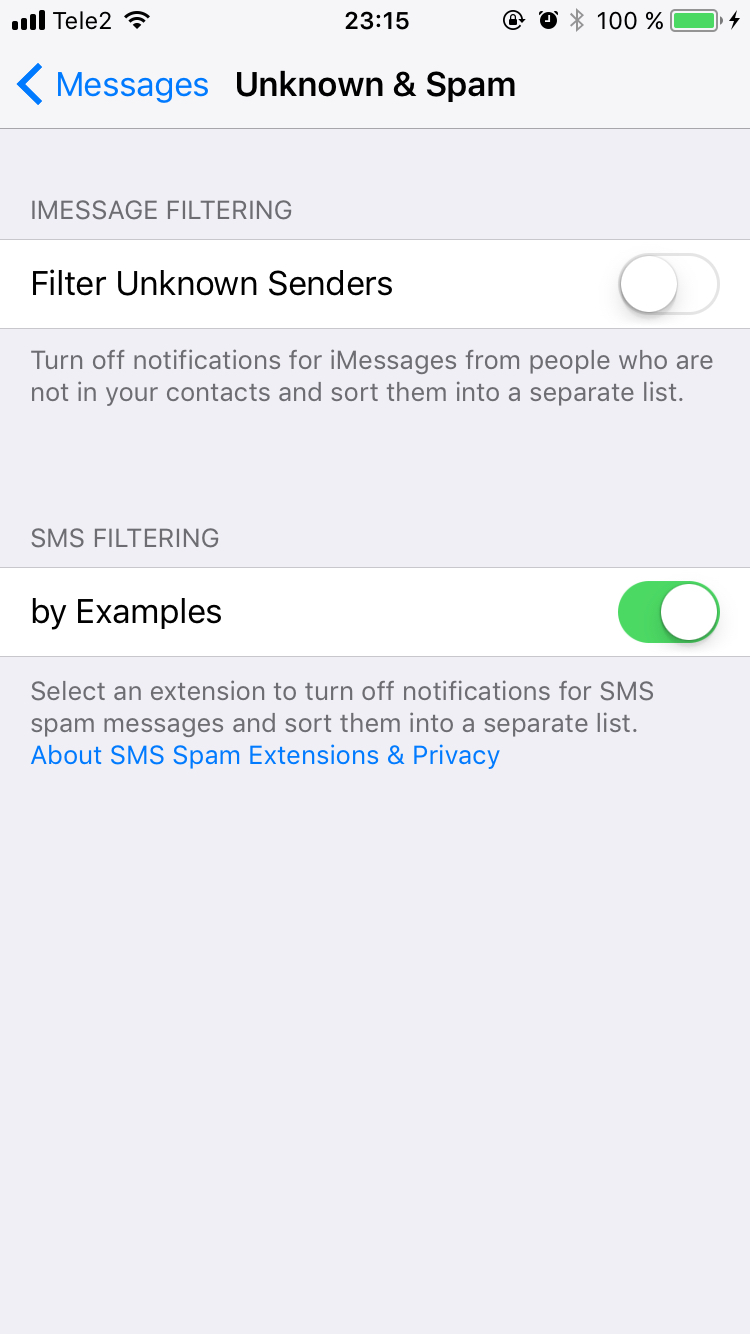 Tele2 23:15 100 %
Messages Unknown & Spam
IMESSAGE FILTERING
Filter Unknown Senders
Turn off notifications for iMessages from people who are
not in your contacts and sort them into a separate list.
SMS FILTERING
by Examples
Select an extension to turn off notifications for SMS
spam messages and sort them into a separate list.
About SMS Spam Extensions & Privacy